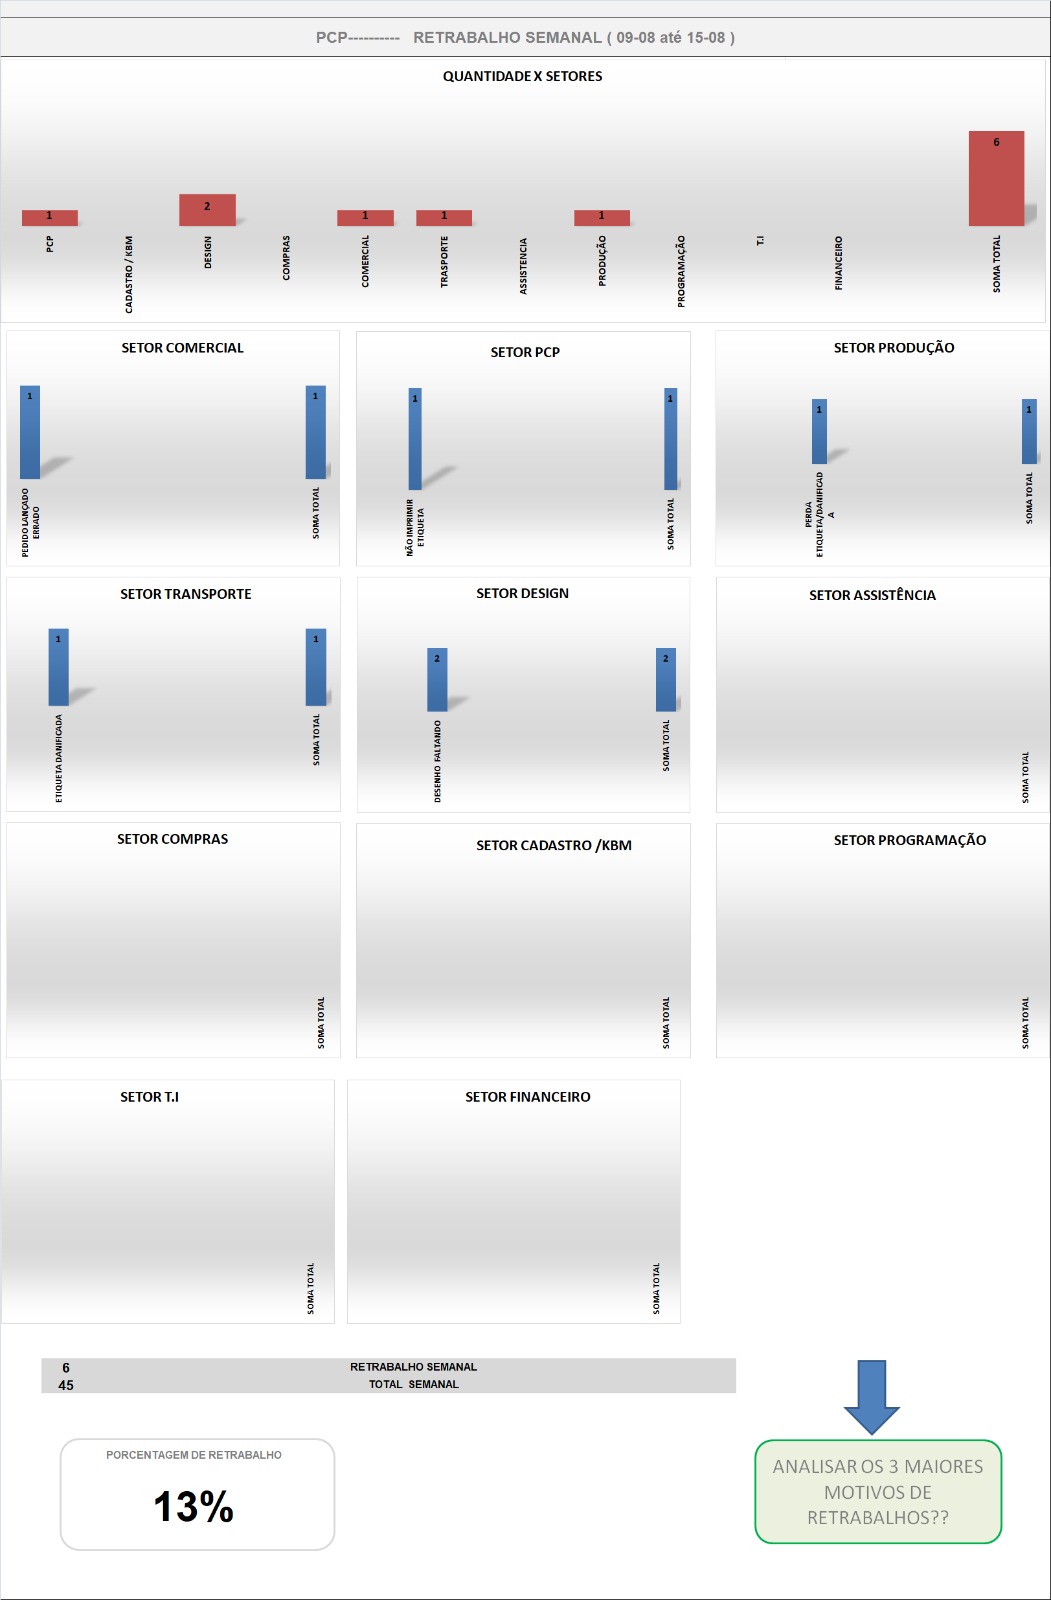 PCP---------- RETRABALHO SEMANAL ( 09-08 até 15-08 )
QUANTIDADE X SETORES
1
2
1
1
1
6
PCP
CADASTRO / KBM
DESIGN
COMPRAS
COMERCIAL
TRASPORTE
ASSISTENCIA
PRODUÇÃO
PROGRAMAÇÃO
T.I
FINANCEIRO
SOMA TOTAL
SETOR COMERCIAL
1
1
PEDIDO LANÇADO
ERRADO
SOMA TOTAL
SETOR PCP
1
1
NÃO IMPRIMIR
ETIQUETA
SOMA TOTAL
SETOR PRODUÇÃO
1
1
PERDA
ETIQUETA/DANIFICAD
A
SOMA TOTAL
SETOR TRANSPORTE
1
1
ETIQUETA DANIFICADA
SOMA TOTAL
SETOR DESIGN
2
2
DESENHO FALTANDO
SOMA TOTAL
SETOR ASSISTÊNCIA
SOMA TOTAL
SETOR COMPRAS
SOMA TOTAL
SETOR CADASTRO /KBM
SOMA TOTAL
SETOR PROGRAMAÇÃO
SOMA TOTAL
SETOR T.I
SOMA TOTAL
SETOR FINANCEIRO
SOMA TOTAL
6 RETRABALHO SEMANAL
45 TOTAL SEMANAL
PORCENTAGEM DE RETRABALHO
13%
ANALISAR OS 3 MAIORES
MOTIVOS DE
RETRABALHOS??